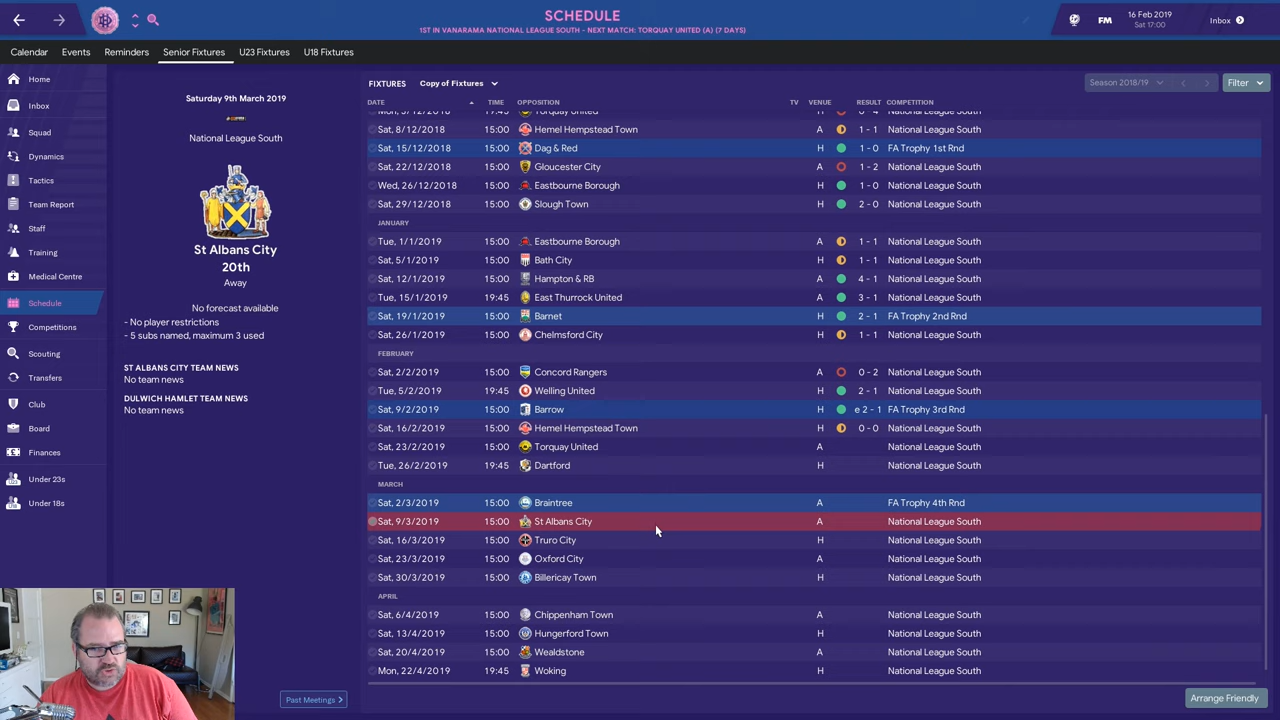 SCHEDULE
1ST IN VANARAMA NATIONAL LEAGUE SOUTH - NEXT MATCH: TORQUAY UNITED (A) (7 DAYS)
FM
16 Feb 2019
Sat 17:00
Inbox
Calendar Events Reminders Senior Fixtures U23 Fixtures U18 Fixtures
Home
Inbox
Squad
Dynamics
Tactics
Team Report
Staff
Training
Medical Centre
Schedule
Competitions
Scouting
Transfers
Club
Board
Finances
Under 23s
Under 18s
Saturday 9th March 2019
National League South
St Albans City
20th
Away
No forecast available
- No player restrictions
- 5 subs named, maximum 3 used
ST ALBANS CITY TEAM NEWS
No team news
DULWICH HAMLET TEAM NEWS
No team news
Past Meetings
FIXTURES Copy of Fixtures Season 2018/19 Filter
DATE TIME OPPOSITION TV VENUE RESULT COMPETITION
Mon, 3/12/2018 19:45 Torquay United H 0 - 4 National League South
Sat, 8/12/2018 15:00 Hemel Hempstead Town A 1 - 1 National League South
Sat, 15/12/2018 15:00 Dag & Red H 1 - 0 FA Trophy 1st Rnd
Sat, 22/12/2018 15:00 Gloucester City A 1 - 2 National League South
Wed, 26/12/2018 15:00 Eastbourne Borough H 1 - 0 National League South
Sat, 29/12/2018 15:00 Slough Town H 2 - 0 National League South
JANUARY
Tue, 1/1/2019 15:00 Eastbourne Borough A 1 - 1 National League South
Sat, 5/1/2019 15:00 Bath City H 1 - 1 National League South
Sat, 12/1/2019 15:00 Hampton & RB A 4 - 1 National League South
Tue, 15/1/2019 19:45 East Thurrock United A 3 - 1 National League South
Sat, 19/1/2019 15:00 Barnet H 2 - 1 FA Trophy 2nd Rnd
Sat, 26/1/2019 15:00 Chelmsford City H 1 - 1 National League South
FEBRUARY
Sat, 2/2/2019 15:00 Concord Rangers A 0 - 2 National League South
Tue, 5/2/2019 19:45 Welling United H 2 - 1 National League South
Sat, 9/2/2019 15:00 Barrow H e 2 - 1 FA Trophy 3rd Rnd
Sat, 16/2/2019 15:00 Hemel Hempstead Town H 0 - 0 National League South
Sat, 23/2/2019 15:00 Torquay United A National League South
Tue, 26/2/2019 19:45 Dartford H National League South
MARCH
Sat, 2/3/2019 15:00 Braintree A FA Trophy 4th Rnd
Sat, 9/3/2019 15:00 St Albans City A National League South
Sat, 16/3/2019 15:00 Truro City H National League South
Sat, 23/3/2019 15:00 Oxford City A National League South
Sat, 30/3/2019 15:00 Billericay Town H National League South
APRIL
Sat, 6/4/2019 15:00 Chippenham Town A National League South
Sat, 13/4/2019 15:00 Hungerford Town H National League South
Sat, 20/4/2019 15:00 Wealdstone A National League South
Mon, 22/4/2019 19:45 Woking H National League South
Arrange Friendly